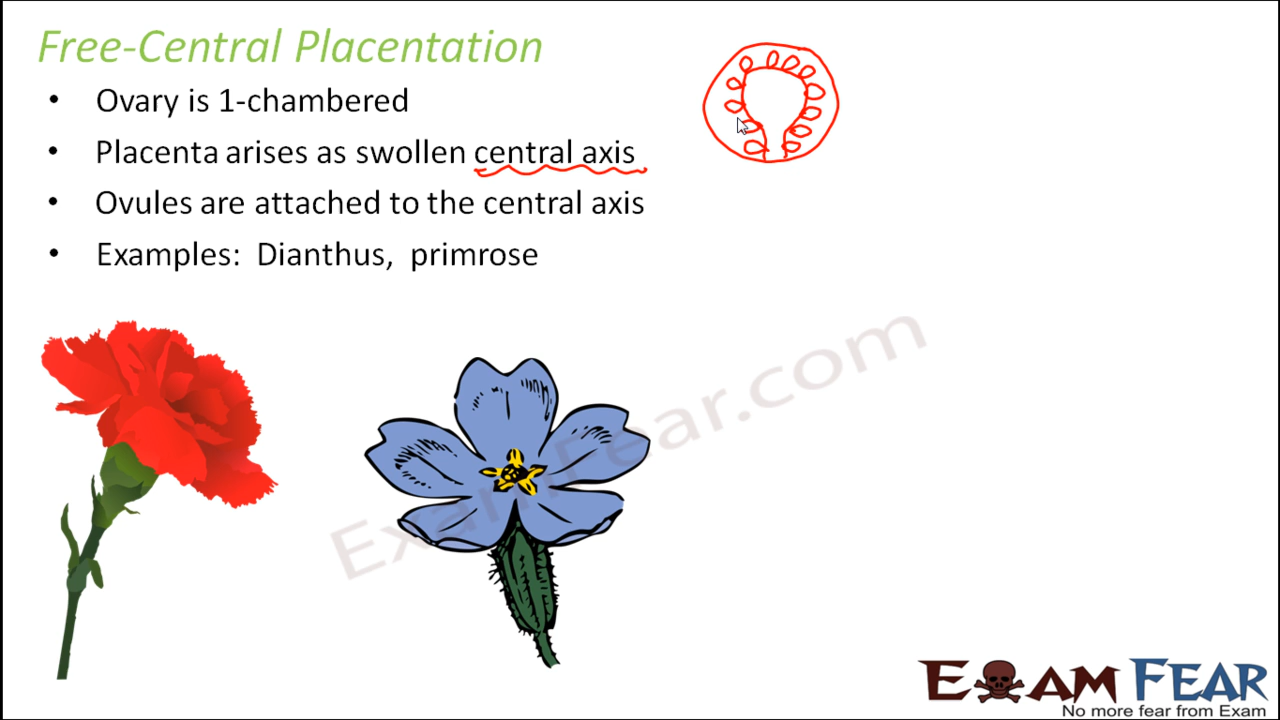 Free-Central Placentation
• Ovary is 1-chambered
• Placenta arises as swollen central axis
• Ovules are attached to the central axis
• Examples: Dianthus, primrose
ExamFear.com
EXAM FEAR
No more fear from Exam